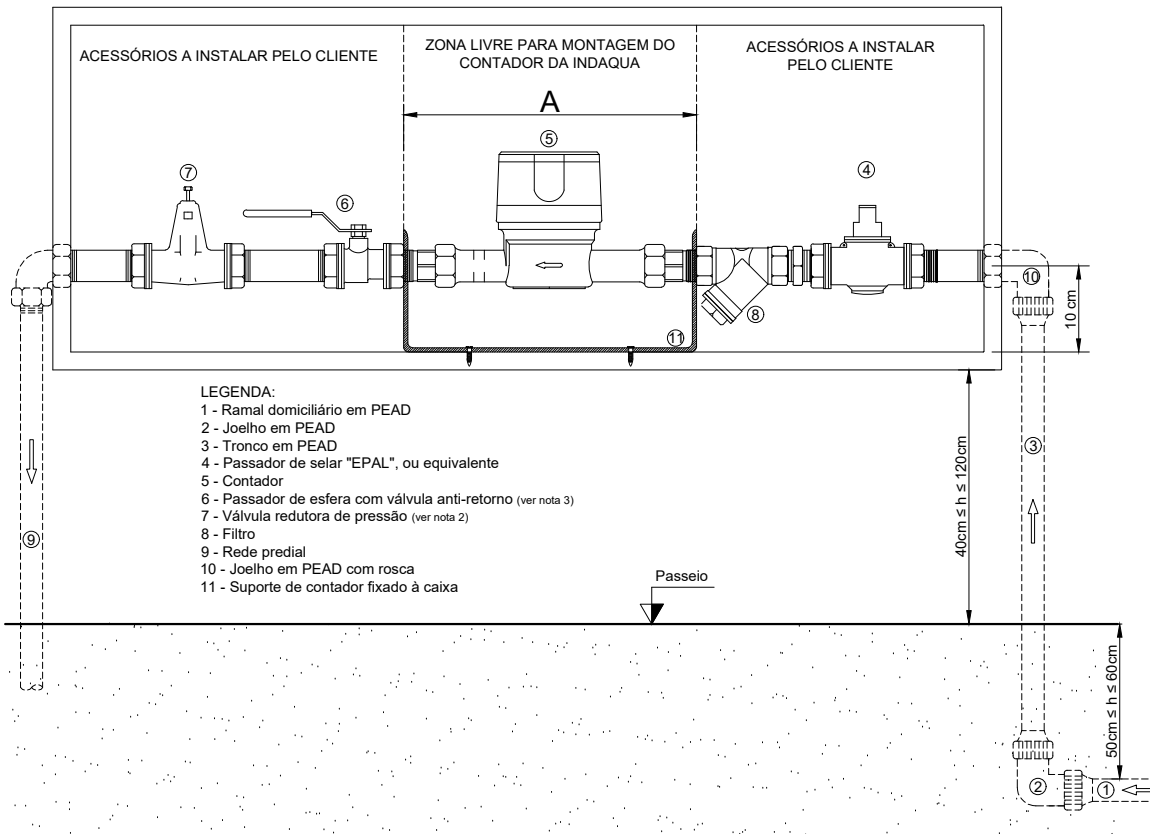 ACESSÓRIOS A INSTALAR PELO CLIENTE
ZONA LIVRE PARA MONTAGEM DO
CONTADOR DA INDAQUA
ACESSÓRIOS A INSTALAR
PELO CLIENTE
A
5
7
6
4
10
8
11
10 cm
LEGENDA:
1 - Ramal domiciliário em PEAD
2 - Joelho em PEAD
3 - Tronco em PEAD
4 - Passador de selar "EPAL", ou equivalente
5 - Contador
6 - Passador de esfera com válvula anti-retorno (ver nota 3)
7 - Válvula redutora de pressão (ver nota 2)
8 - Filtro
9 - Rede predial
10 - Joelho em PEAD com rosca
11 - Suporte de contador fixado à caixa
40cm ≤ h ≤ 120cm
3
9
Passeio
50cm ≤ h ≤ 60cm
2
1